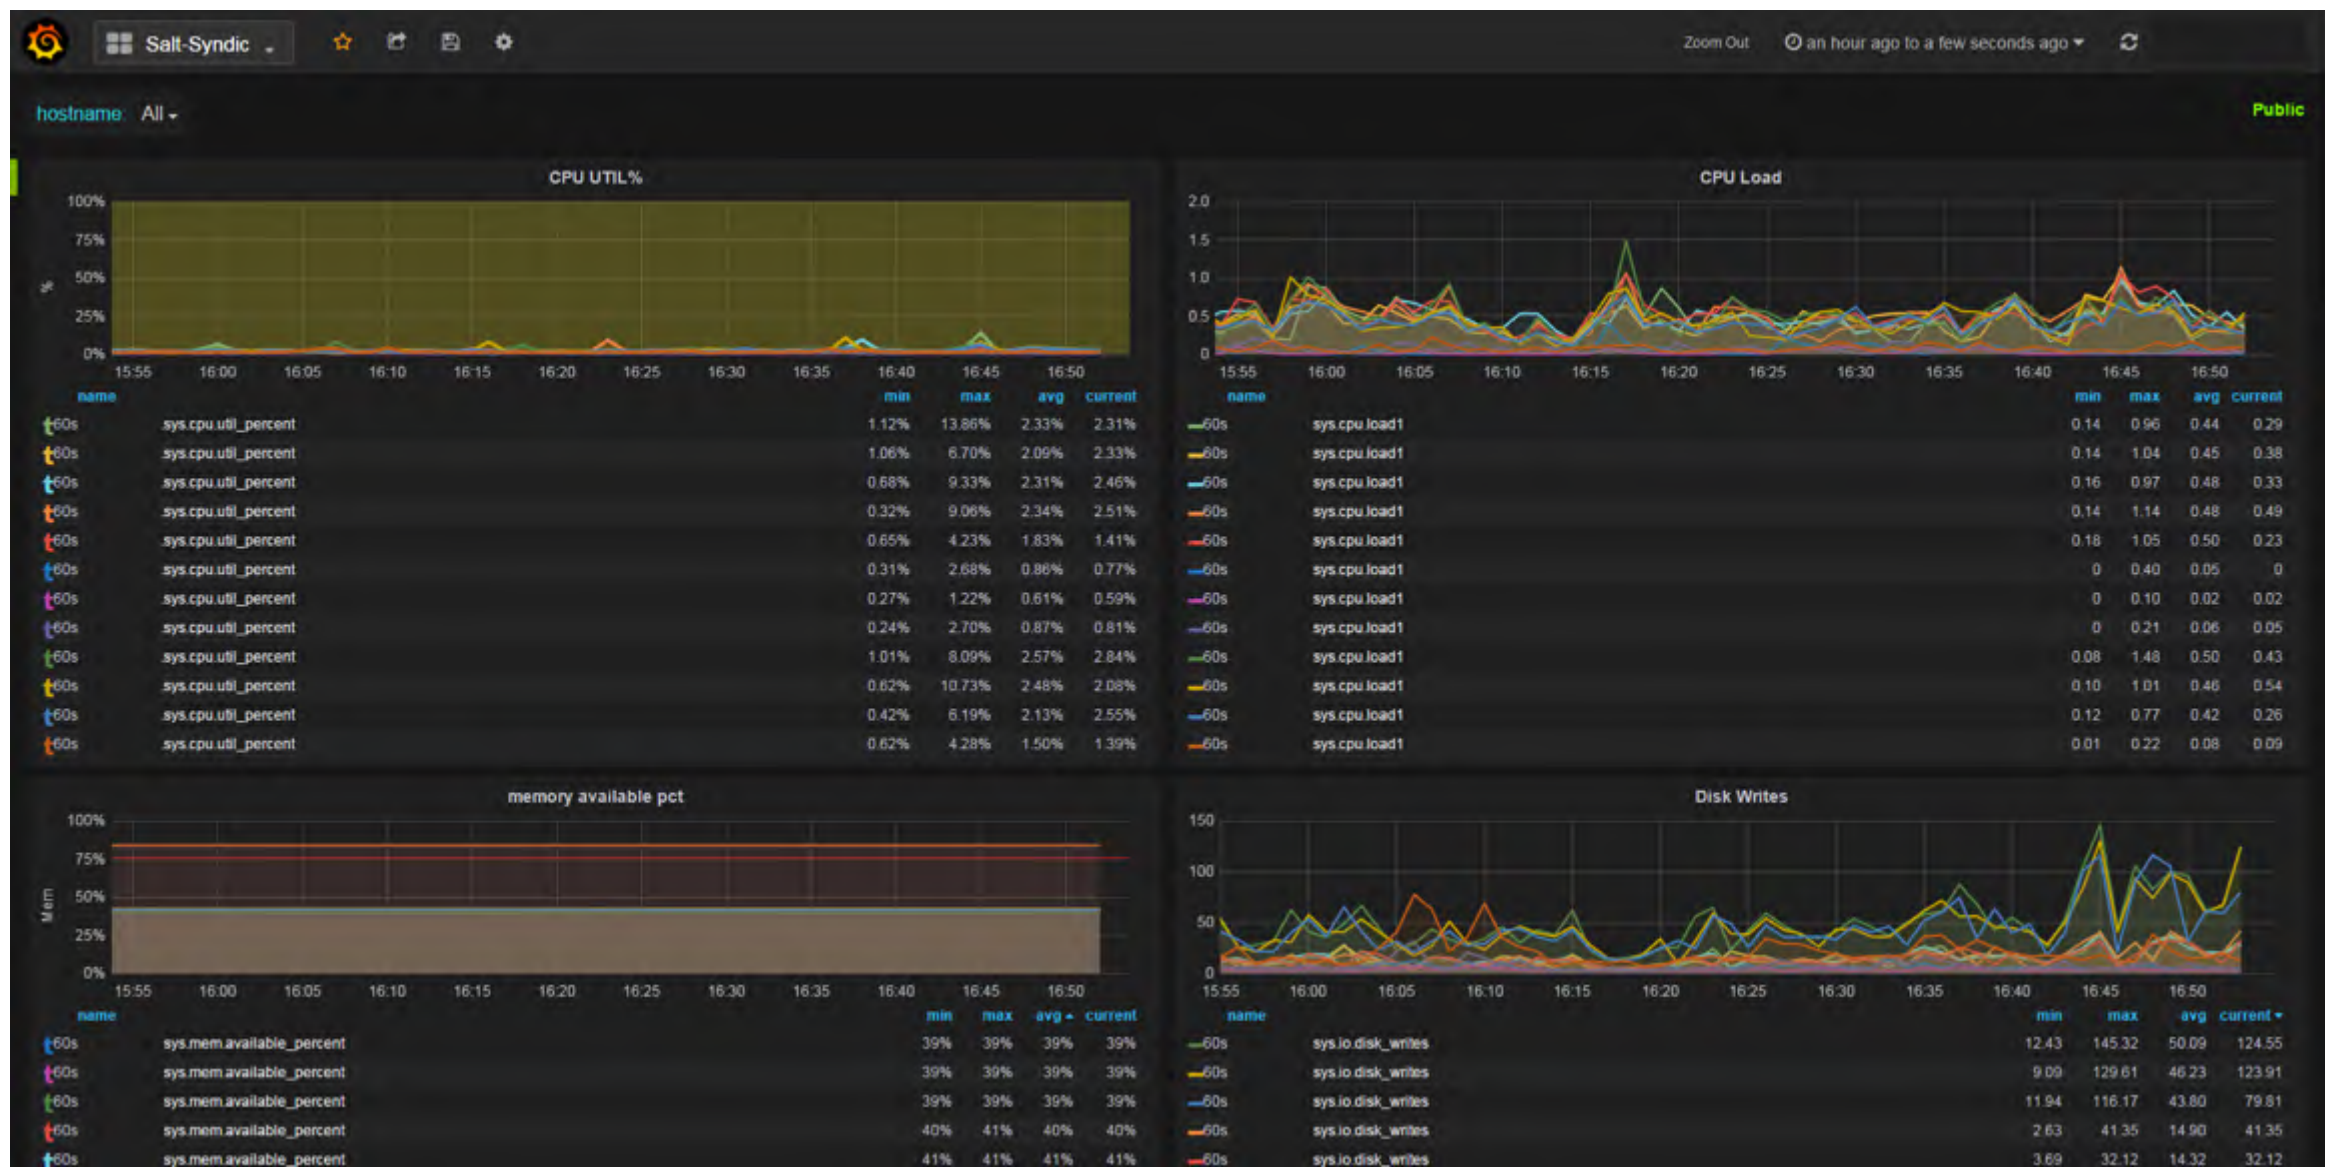 Salt-Syndic
Zoom Out an hour ago to a few seconds ago
hostname: All
Public
CPU UTIL%
100%
75%
50%
25%
0%
%
15:55 16:00 16:05 16:10 16:15 16:20 16:25 16:30 16:35 16:40 16:45 16:50
name min max avg current
60s .sys.cpu.util_percent 1.12% 13.86% 2.33% 2.31%
60s .sys.cpu.util_percent 1.06% 6.70% 2.09% 2.33%
60s .sys.cpu.util_percent 0.68% 9.33% 2.31% 2.46%
60s .sys.cpu.util_percent 0.32% 9.06% 2.34% 2.51%
60s .sys.cpu.util_percent 0.65% 4.23% 1.83% 1.41%
60s .sys.cpu.util_percent 0.31% 2.68% 0.86% 0.77%
60s .sys.cpu.util_percent 0.27% 1.22% 0.61% 0.59%
60s .sys.cpu.util_percent 0.24% 2.70% 0.87% 0.81%
60s .sys.cpu.util_percent 1.01% 8.09% 2.57% 2.84%
60s .sys.cpu.util_percent 0.62% 10.73% 2.48% 2.08%
60s .sys.cpu.util_percent 0.42% 6.19% 2.13% 2.55%
60s .sys.cpu.util_percent 0.62% 4.28% 1.50% 1.39%
CPU Load
2.0
1.5
1.0
0.5
0
15:55 16:00 16:05 16:10 16:15 16:20 16:25 16:30 16:35 16:40 16:45 16:50
name min max avg current
60s sys.cpu.load1 0.14 0.96 0.44 0.29
60s sys.cpu.load1 0.14 1.04 0.45 0.38
60s sys.cpu.load1 0.16 0.97 0.48 0.33
60s sys.cpu.load1 0.14 1.14 0.48 0.49
60s sys.cpu.load1 0.18 1.05 0.50 0.23
60s sys.cpu.load1 0 0.40 0.05 0
60s sys.cpu.load1 0 0.10 0.02 0.02
60s sys.cpu.load1 0 0.21 0.06 0.05
60s sys.cpu.load1 0.08 1.48 0.50 0.43
60s sys.cpu.load1 0.10 1.01 0.46 0.54
60s sys.cpu.load1 0.12 0.77 0.42 0.26
60s sys.cpu.load1 0.01 0.22 0.08 0.09
memory available pct
100%
75%
50%
25%
0%
Mem
15:55 16:00 16:05 16:10 16:15 16:20 16:25 16:30 16:35 16:40 16:45 16:50
name min max avg current
60s sys.mem.available_percent 39% 39% 39% 39%
60s sys.mem.available_percent 39% 39% 39% 39%
60s sys.mem.available_percent 39% 39% 39% 39%
60s sys.mem.available_percent 40% 41% 40% 40%
60s sys.mem.available_percent 41% 41% 41% 41%
Disk Writes
150
100
50
0
15:55 16:00 16:05 16:10 16:15 16:20 16:25 16:30 16:35 16:40 16:45 16:50
name min max avg current
60s sys.io.disk_writes 12.43 145.32 50.09 124.55
60s sys.io.disk_writes 9.09 129.61 46.23 123.91
60s sys.io.disk_writes 11.94 116.17 43.80 79.81
60s sys.io.disk_writes 2.63 41.35 14.90 41.35
60s sys.io.disk_writes 3.69 32.12 14.32 32.12